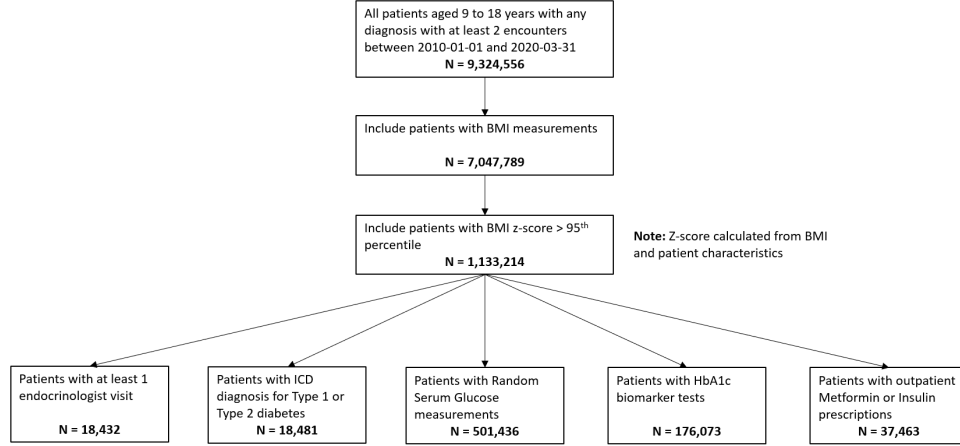 All patients aged 9 to 18 years with any
diagnosis with at least 2 encounters
between 2010-01-01 and 2020-03-31
N = 9,324,556
Include patients with BMI measurements
N = 7,047,789
Include patients with BMI z-score > 95th
percentile
N = 1,133,214
Note: Z-score calculated from BMI
and patient characteristics
Patients with at least 1
endocrinologist visit
N = 18,432
Patients with ICD
diagnosis for Type 1 or
Type 2 diabetes
N = 18,481
Patients with Random
Serum Glucose
measurements
N = 501,436
Patients with HbA1c
biomarker tests
N = 176,073
Patients with outpatient
Metformin or Insulin
prescriptions
N = 37,463